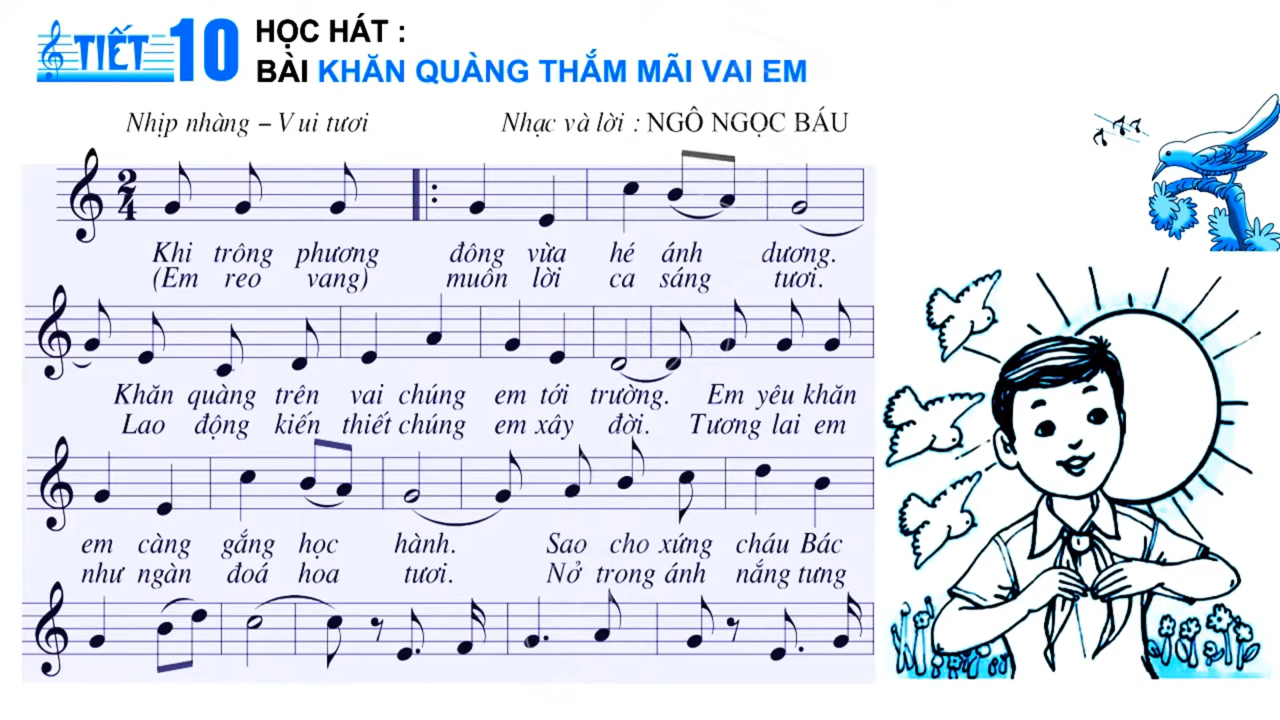 TIẾT 10
HỌC HÁT :
BÀI KHĂN QUÀNG THẮM MÃI VAI EM
Nhịp nhàng – Vui tươi
Nhạc và lời : NGÔ NGỌC BÁU
2
4
Khi trông phương đông vừa hé ánh dương.
(Em reo vang) muôn lời ca sáng tươi.
Khăn quàng trên vai chúng em tới trường. Em yêu khăn
Lao động kiến thiết chúng em xây đời. Tương lai em
em càng gắng học hành. Sao cho xứng cháu Bác
như ngàn đoá hoa tươi. Nở trong ánh nắng tưng